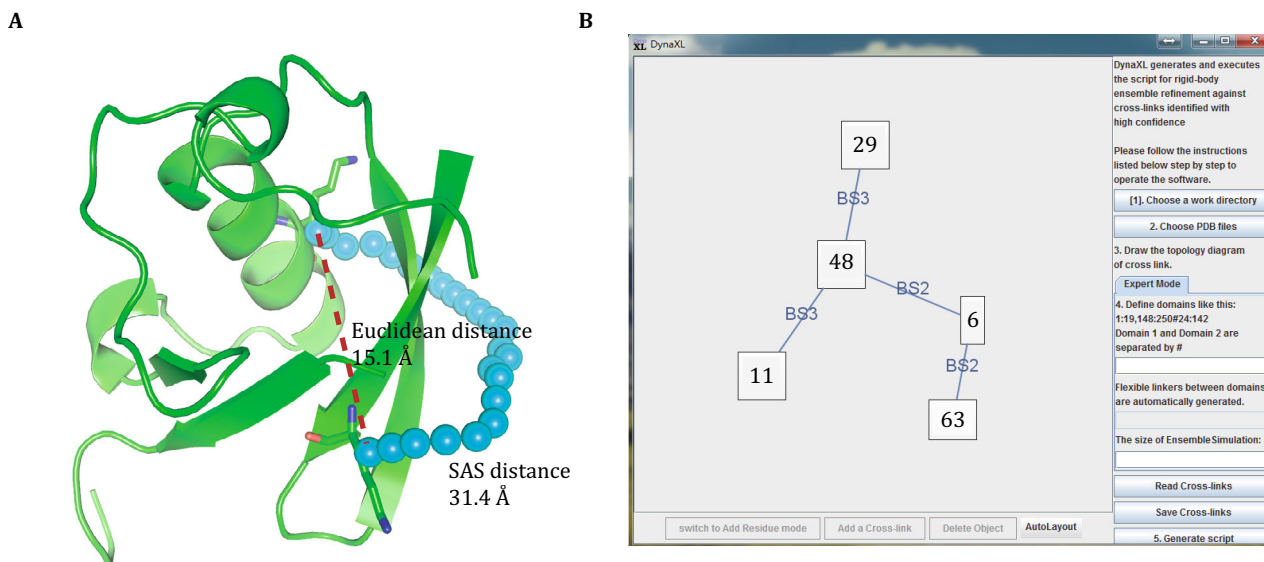 A
B
Euclidean distance
15.1 Å
SAS distance
31.4 Å
XL DynaXL
29
BS3
48
BS2
BS3
6
11
BS2
63
DynaXL generates and executes
the script for rigid-body
ensemble refinement against
cross-links identified with
high confidence
Please follow the instructions
listed below step by step to
operate the software.
[1]. Choose a work directory
2. Choose PDB files
3. Draw the topology diagram
of cross link.
Expert Mode
4. Define domains like this:
1:19,148:250#24:142
Domain 1 and Domain 2 are
separated by #
Flexible linkers between domains
are automatically generated.
The size of EnsembleSimulation:
Read Cross-links
Save Cross-links
5. Generate script
switch to Add Residue mode
Add a Cross-link
Delete Object
AutoLayout